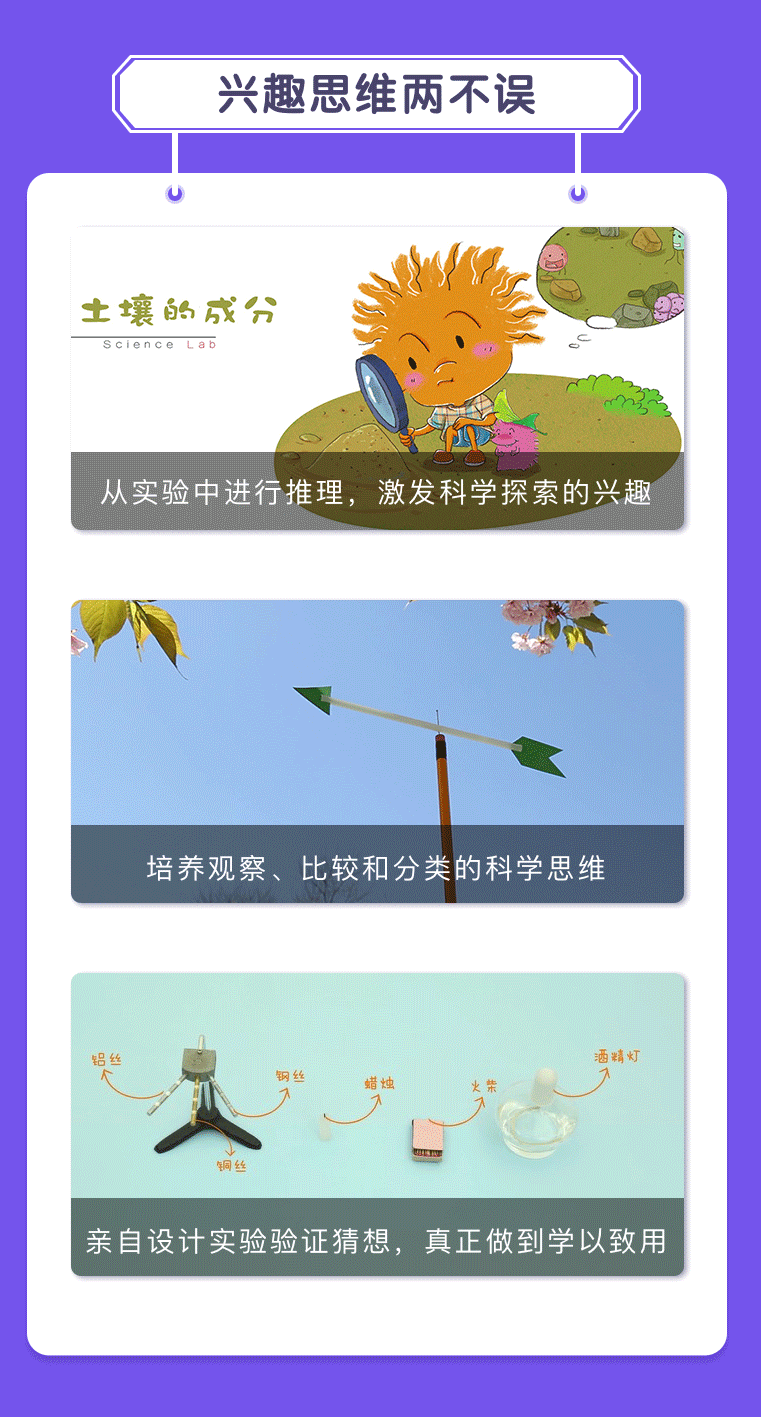 兴趣思维两不误
土壤的成分
Science Lab
从实验中进行推理，激发科学探索的兴趣
培养观察、比较和分类的科学思维
铝丝
钢丝
蜡烛
火柴
酒精灯
铜丝
亲自设计实验验证猜想，真正做到学以致用